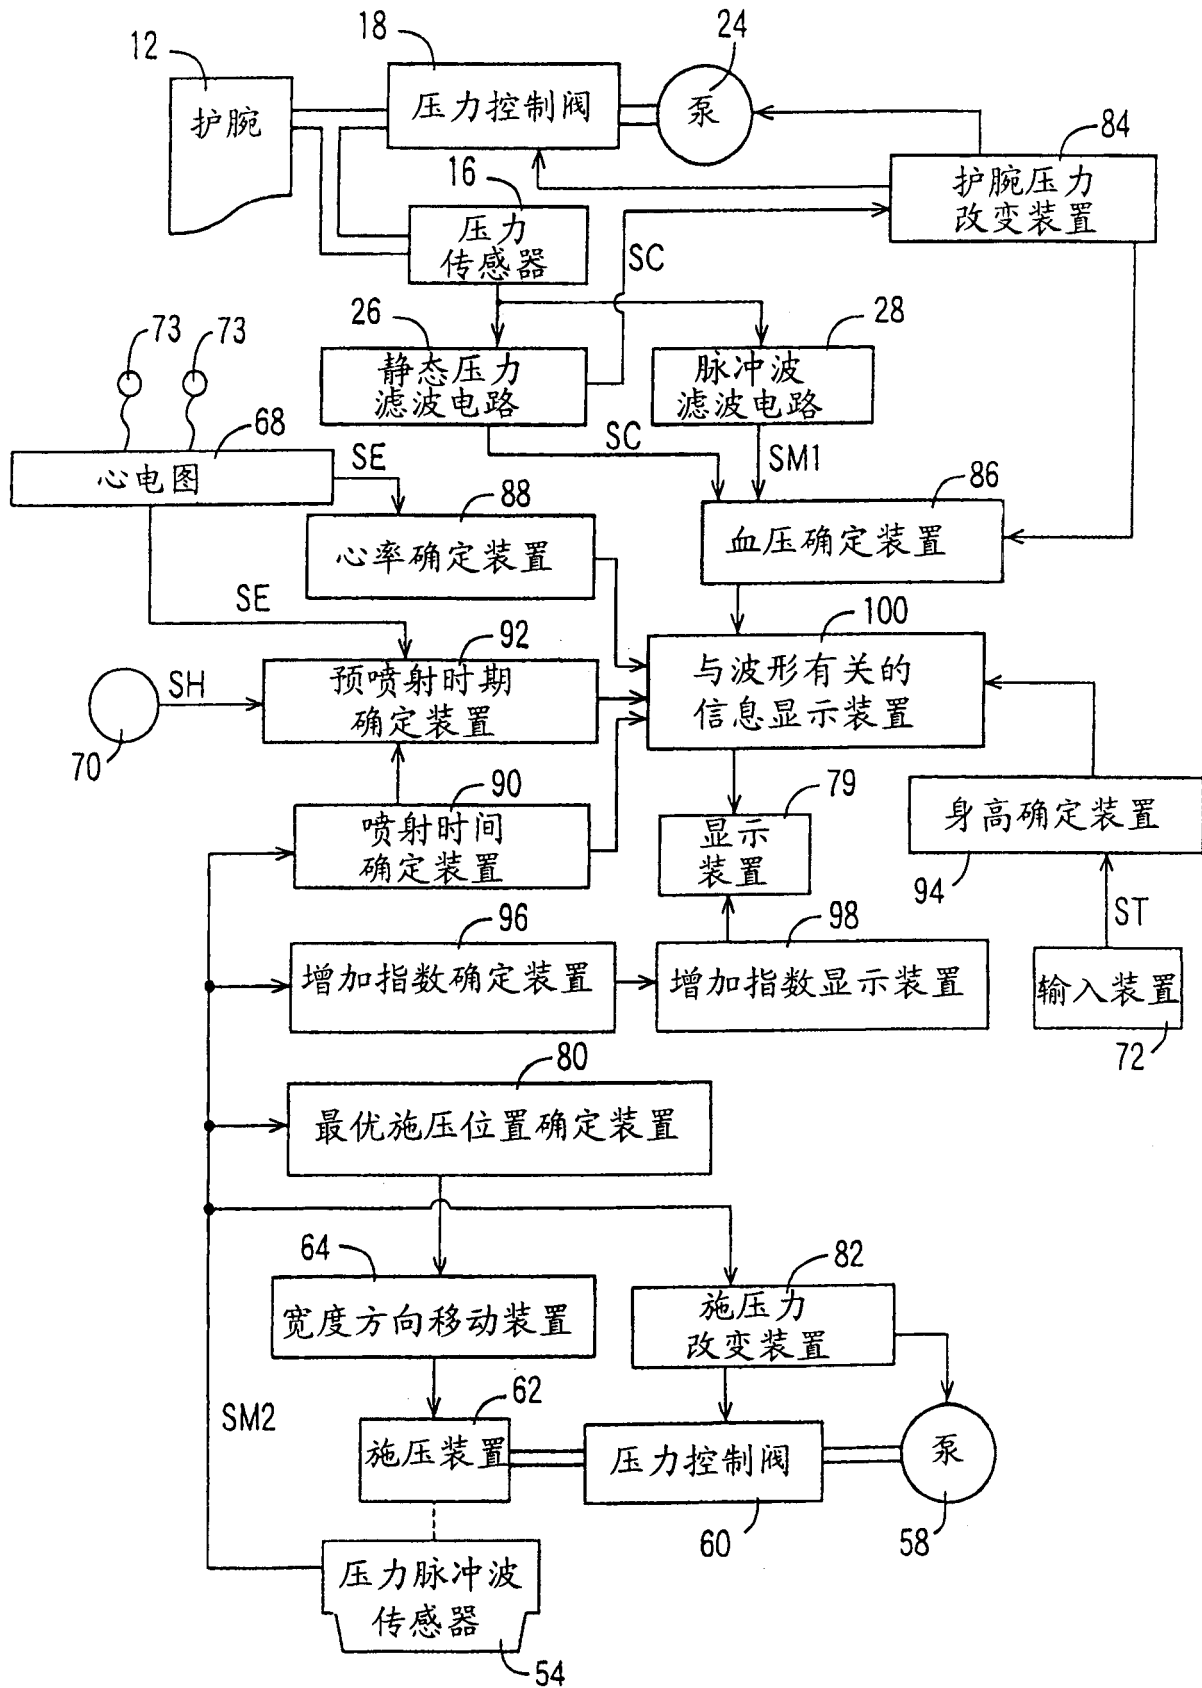 12
18
24
护腕
压力控制阀
泵
84
16
护腕压力
改变装置
压力
传感器
SC
73
73
26
28
静态压力
滤波电路
脉冲波
滤波电路
68
SC
SM1
心电图
SE
88
86
心率确定装置
血压确定装置
SE
92
100
SH
预喷射时期
确定装置
与波形有关的
信息显示装置
70
90
79
喷射时间
确定装置
显示
装置
身高确定装置
94
ST
96
98
增加指数确定装置
增加指数显示装置
输入装置
72
80
最优施压位置确定装置
64
82
宽度方向移动装置
施压力
改变装置
SM2
62
施压装置
压力控制阀
泵
60
58
压力脉冲波
传感器
54